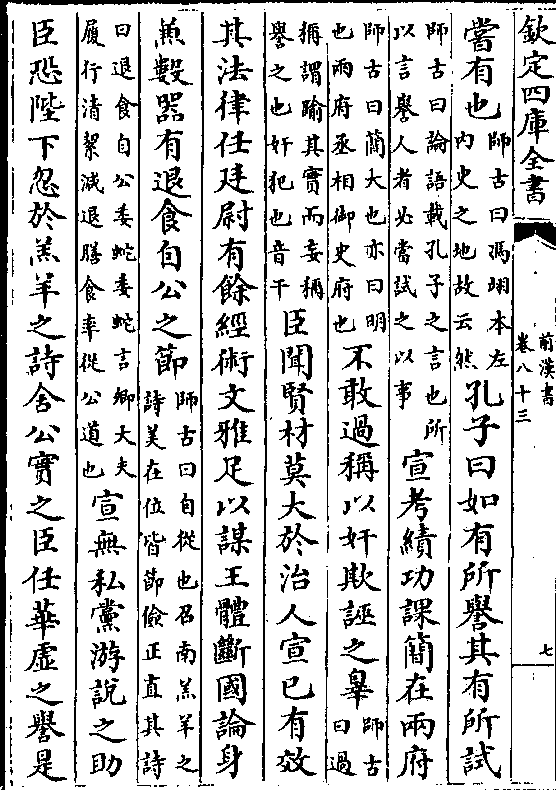 欽定四庫全書
前漢書
卷八十三
七
嘗有也師古曰馮翊本左
内史之地故云然孔子曰如有所譽其有所試
師古曰論語載孔子之言也所
以言譽人者必當試之以事宣考績功課簡在兩府
師古曰簡大也亦曰明
也兩府丞相御史府也不敢過稱以奸欺誣之辠師古
曰過
稱謂踰其實而妄稱
譽之也奸犯也音干臣聞賢材莫大於治人宣已有效
其法律任廷尉有餘經術文雅足以謀王體斷國論身
無數器有退食自公之節師古曰自從也召南羔羊之
詩美在位皆節儉正直其詩
曰退食自公委蛇委蛇言卿大夫
履行清絜減退膳食率從公道也宣無私黨游說之助
臣恐陛下忽於羔羊之詩舍公實之臣任華虛之譽是